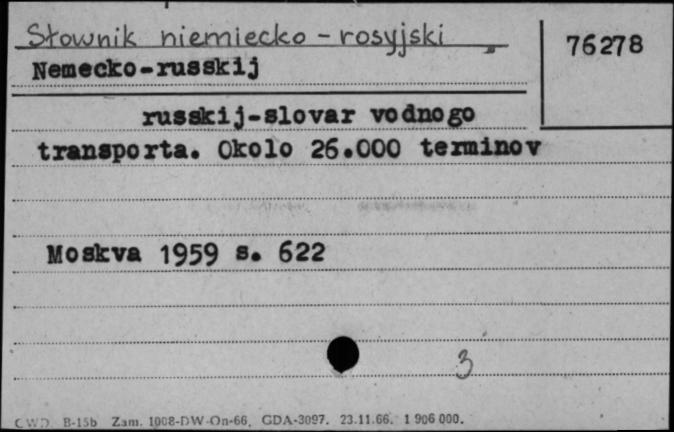 Słownik niemiecko - rosyjski
76278
Nemecko-russkij
russkij-slovar vodnogo
transporta. Okolo 26.000 terminov
Moskva 1959 s. 622
3
CWD B-15b Zam. 1008-DW-On-66, GDA-3097. 23.11.66. 1 906 000.